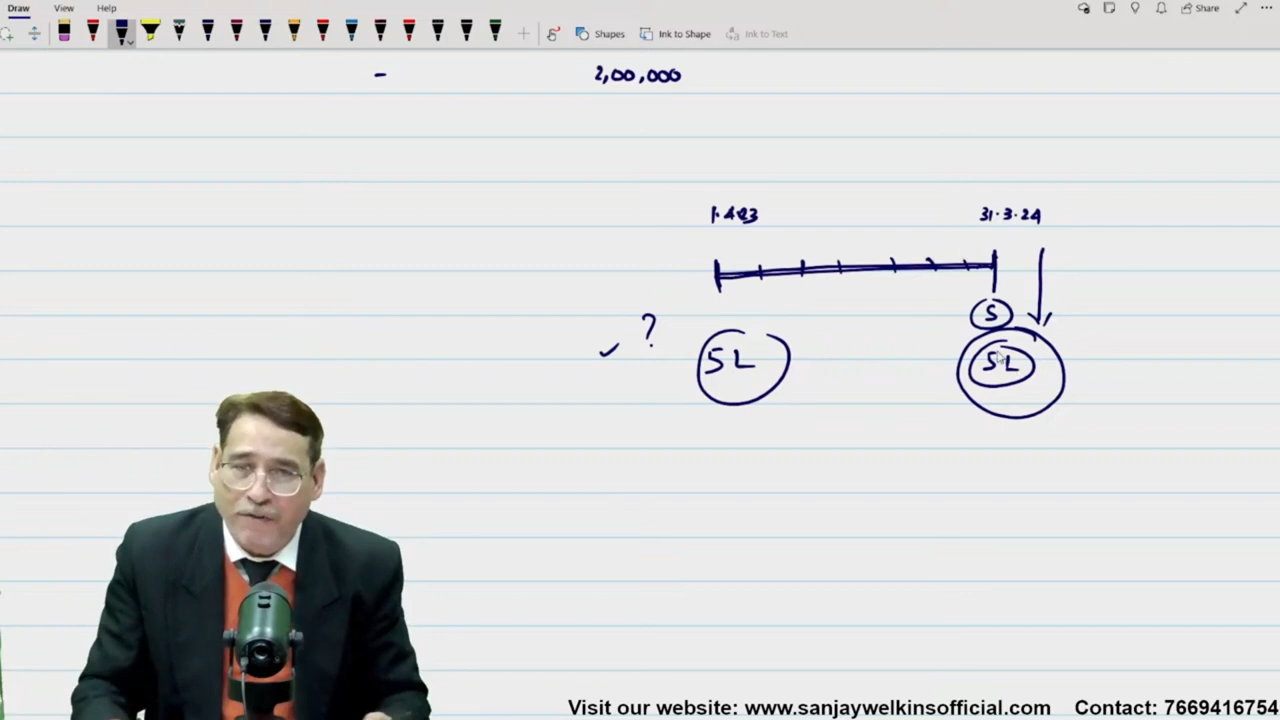 Draw View Help
Share
Shapes Ink to Shape Ink to Text
- 2,00,000
1.4.23 31.3.24
?
S
SL SL
Visit our website: www.sanjaywelkinsofficial.com Contact: 7669416754